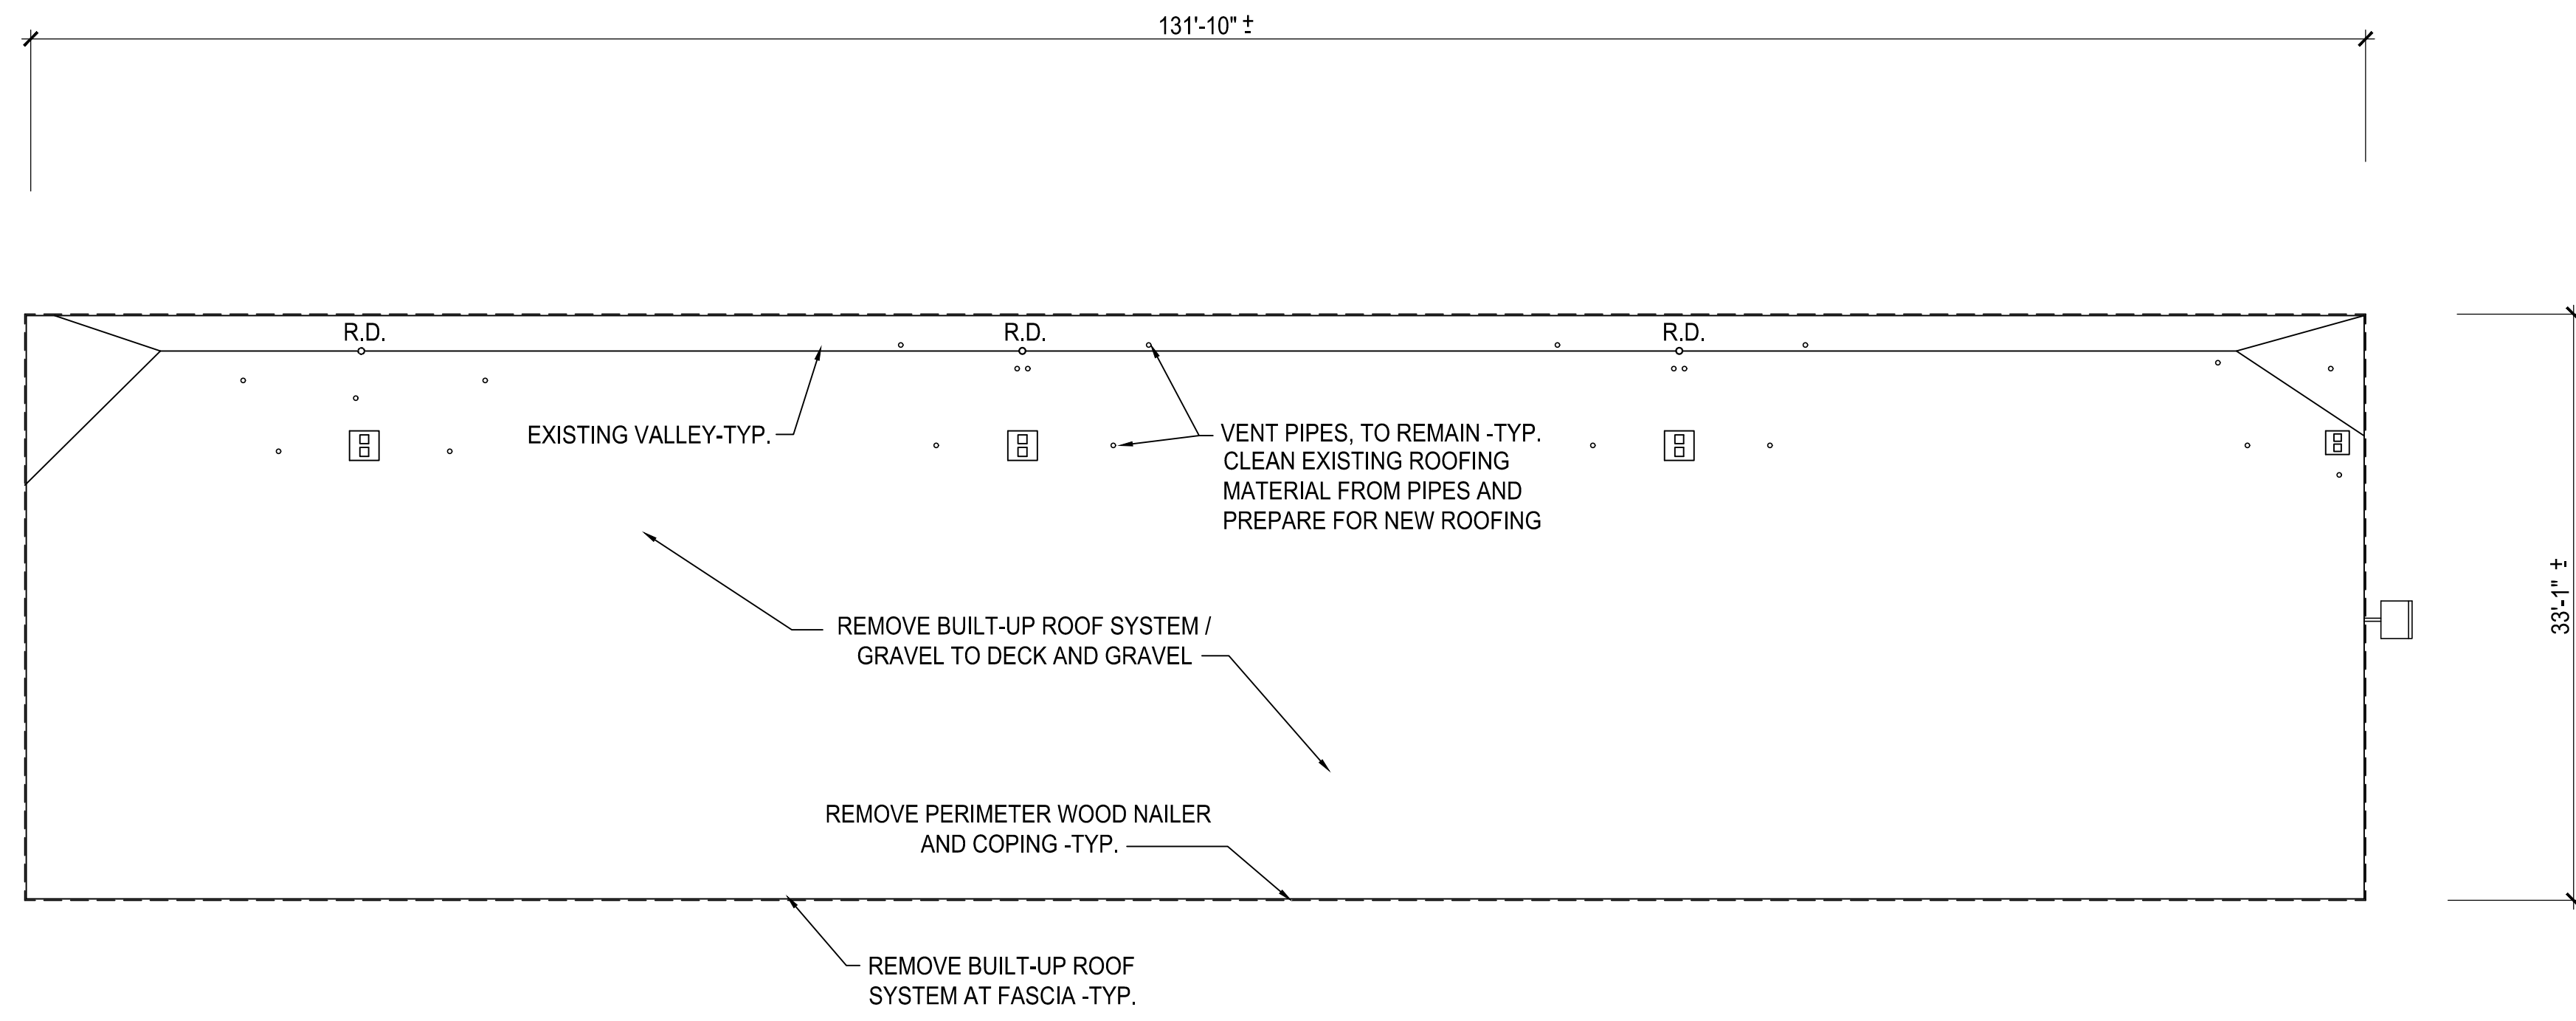 131'-10" ±
R.D.
R.D.
R.D.
EXISTING VALLEY-TYP.
VENT PIPES, TO REMAIN -TYP.
CLEAN EXISTING ROOFING
MATERIAL FROM PIPES AND
PREPARE FOR NEW ROOFING
33'-1" ±
REMOVE BUILT-UP ROOF SYSTEM /
GRAVEL TO DECK AND GRAVEL
REMOVE PERIMETER WOOD NAILER
AND COPING -TYP.
REMOVE BUILT-UP ROOF
SYSTEM AT FASCIA -TYP.